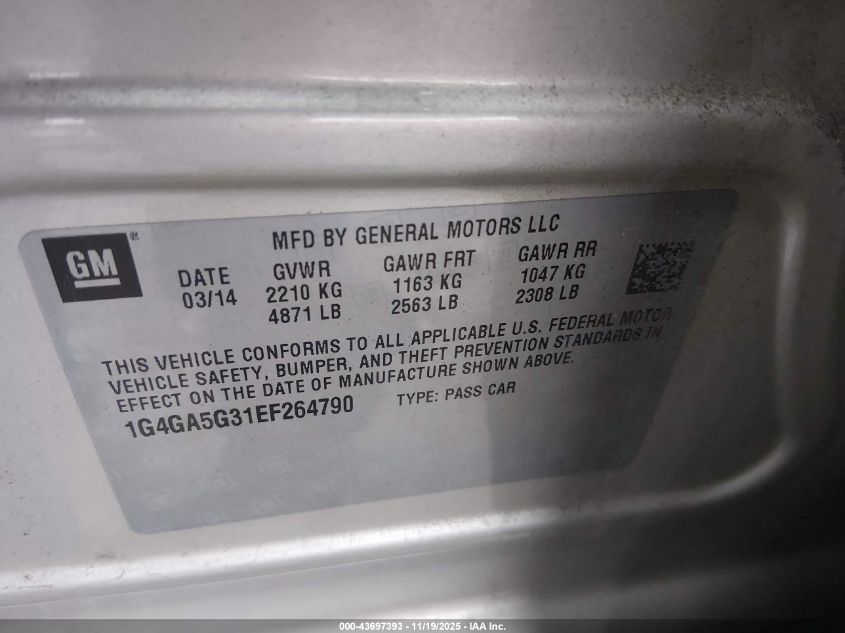 GM®
MFD BY GENERAL MOTORS LLC
DATE GVWR GAWR FRT GAWR RR
03/14 2210 KG 1163 KG 1047 KG
4871 LB 2563 LB 2308 LB
THIS VEHICLE CONFORMS TO ALL APPLICABLE U.S. FEDERAL MOTOR
VEHICLE SAFETY, BUMPER, AND THEFT PREVENTION STANDARDS IN
EFFECT ON THE DATE OF MANUFACTURE SHOWN ABOVE.
1G4GA5G31EF264790 TYPE: PASS CAR
000-43697393 - 11/19/2025 - IAA Inc.